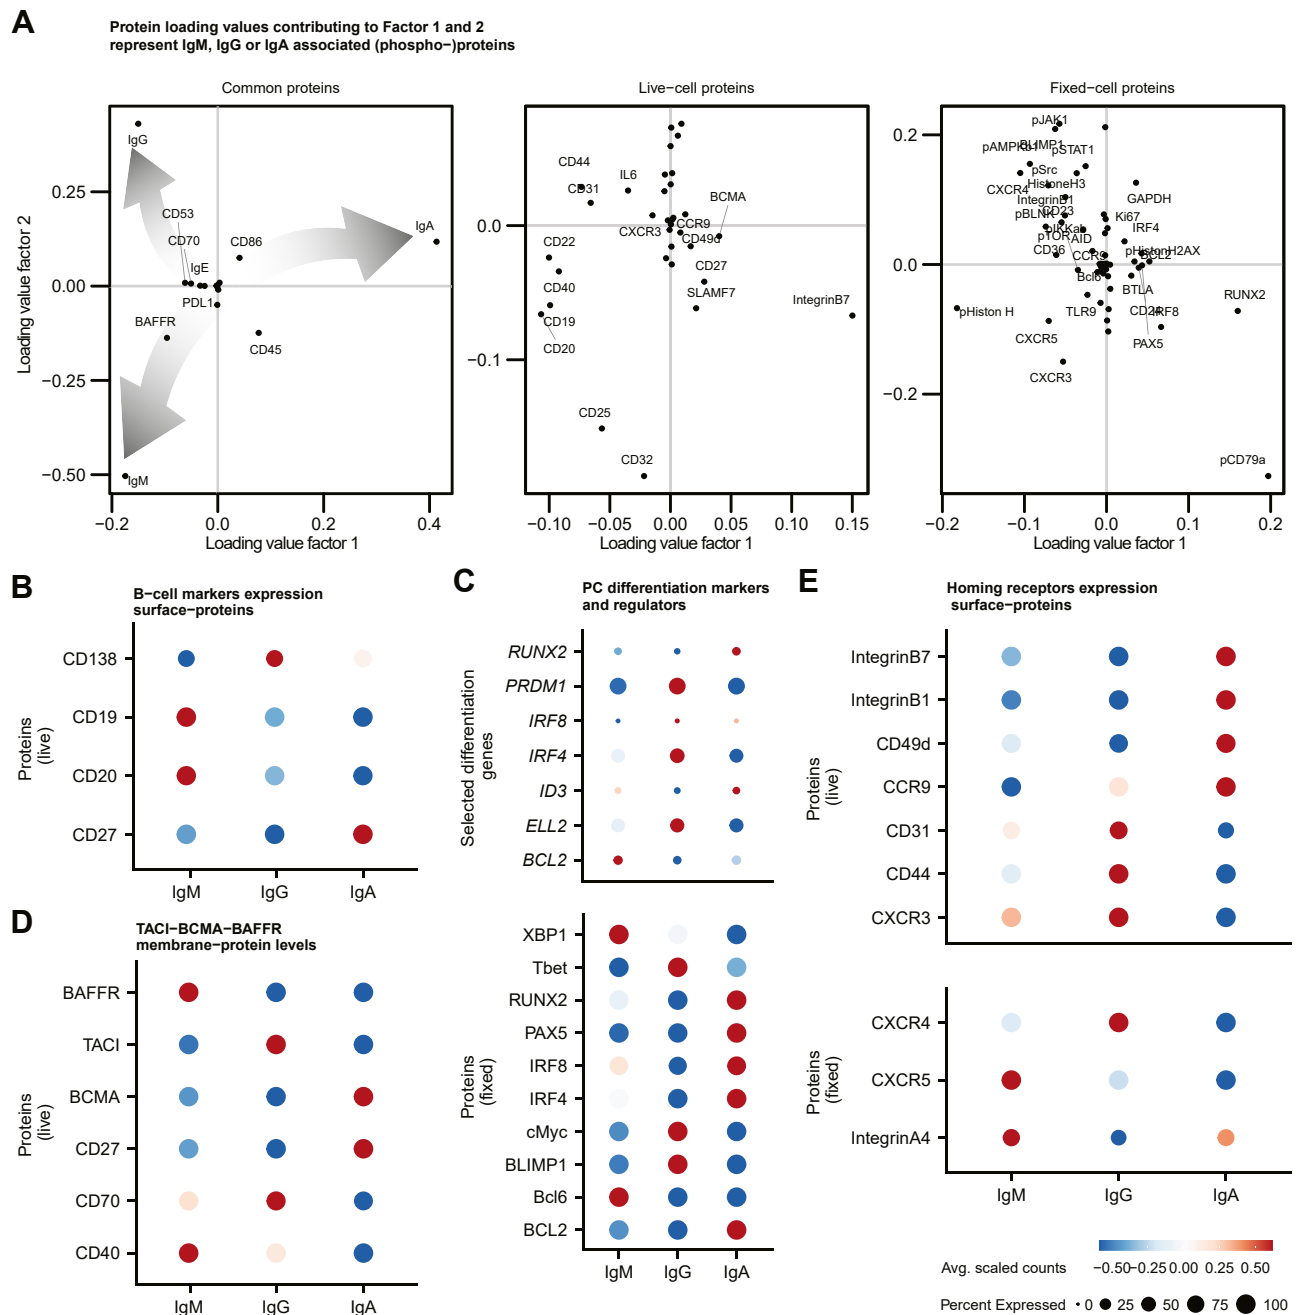 A
Protein loading values contributing to Factor 1 and 2
represent IgM, IgG or IgA associated (phospho−)proteins
Common proteins
Loading value factor 2
0.25
0.00
−0.25
−0.50
IgG
CD53
CD70
CD86
IgA
IgE
PDL1
BAFFR
CD45
IgM
−0.2
0.0
0.2
0.4
Loading value factor 1
Live−cell proteins
0.0
−0.1
CD44
CD31
IL6
BCMA
CXCR3
CCR9
CD49d
CD22
CD27
CD40
SLAMF7
IntegrinB7
CD19
CD20
CD25
CD32
−0.10
−0.05
0.00
0.05
0.10
0.15
Loading value factor 1
Fixed−cell proteins
0.2
0.0
−0.2
pJAK1
BLIMP1
pAMPKb1
pSTAT1
pSrc
CXCR4
HistoneH3
GAPDH
IntegrinB1
pBLNK
CD23
Ki67
pIKKab
IRF4
pTOR
AID
CD36
CCR9
pHistonH2AX
BCL2
Bcl6
BTLA
RUNX2
pHiston H
TLR9
CD24
IRF8
CXCR5
PAX5
CXCR3
pCD79a
−0.2
−0.1
0.0
0.1
0.2
Loading value factor 1
B
B−cell markers expression
surface−proteins
Proteins
(live)
CD138
CD19
CD20
CD27
IgM
IgG
IgA
C
PC differentiation markers
and regulators
Selected differentiation
genes
RUNX2
PRDM1
IRF8
IRF4
ID3
ELL2
BCL2
Proteins
(fixed)
XBP1
Tbet
RUNX2
PAX5
IRF8
IRF4
cMyc
BLIMP1
Bcl6
BCL2
IgM
IgG
IgA
D
TACI−BCMA−BAFFR
membrane−protein levels
Proteins
(live)
BAFFR
TACI
BCMA
CD27
CD70
CD40
IgM
IgG
IgA
E
Homing receptors expression
surface−proteins
Proteins
(live)
IntegrinB7
IntegrinB1
CD49d
CCR9
CD31
CD44
CXCR3
Proteins
(fixed)
CXCR4
CXCR5
IntegrinA4
IgM
IgG
IgA
Avg. scaled counts
−0.50 −0.25 0.00 0.25 0.50
Percent Expressed 0 25 50 75 100